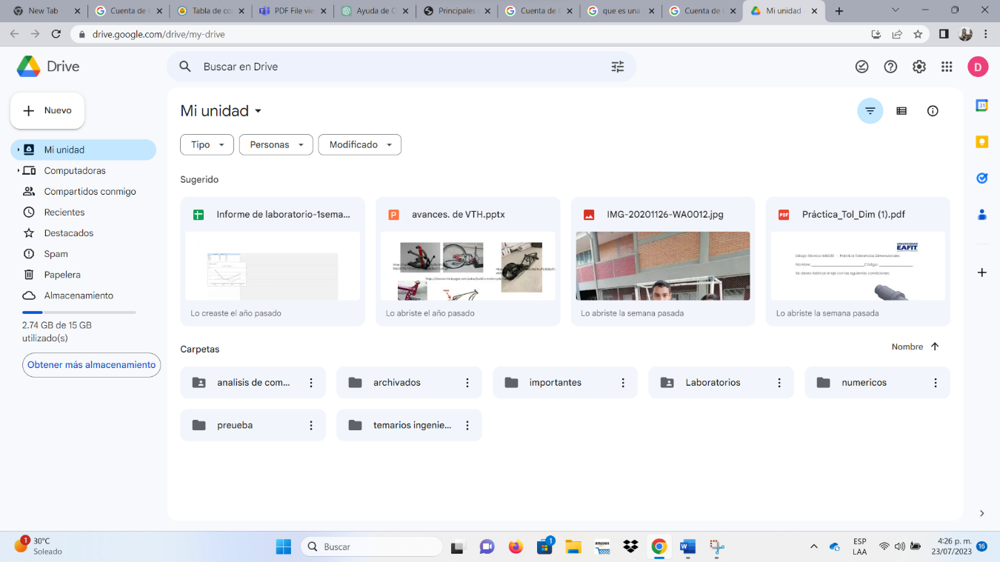 New Tab
Cuenta de G
Tabla de co
PDF File vie
Ayuda de C
Principales
Cuenta de G
que es una
Cuenta de G
Mi unidad
drive.google.com/drive/my-drive
Drive
Buscar en Drive
D
Nuevo
Mi unidad
Computadoras
Compartidos conmigo
Recientes
Destacados
Spam
Papelera
Almacenamiento
2.74 GB de 15 GB
utilizado(s)
Obtener más almacenamiento
Mi unidad
Tipo
Personas
Modificado
Sugerido
Informe de laboratorio-1sema...
Lo creaste el año pasado
P
avances. de VTH.pptx
Lo abriste el año pasado
IMG-20201126-WA0012.jpg
Lo abriste la semana pasada
PDF
Práctica_Tol_Dim (1).pdf
UNIVERSIDAD
EAFIT
Lo abriste la semana pasada
Carpetas
Nombre
analisis de com...
archivados
importantes
Laboratorios
numericos
preueba
temarios ingenie...
31
1
30°C
Soleado
Buscar
1
amazon
W
ESP
LAA
4:26 p. m.
23/07/2023
16